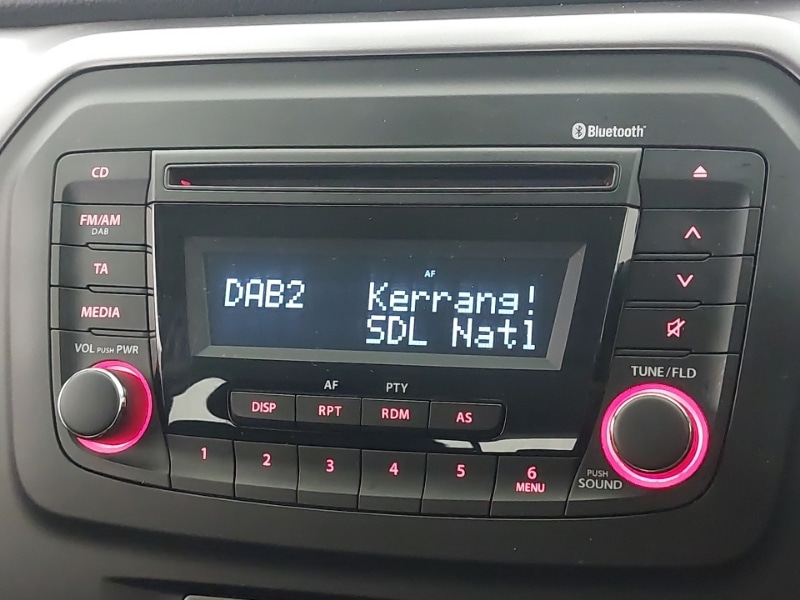 Bluetooth
CD
FM/AM
DAB
TA
MEDIA
VOL PUSH PWR
AF
DAB2 Kerrang!
SDL Natl
TUNE/FLD
AF PTY
DISP RPT RDM AS
1 2 3 4 5 6
MENU
PUSH
SOUND